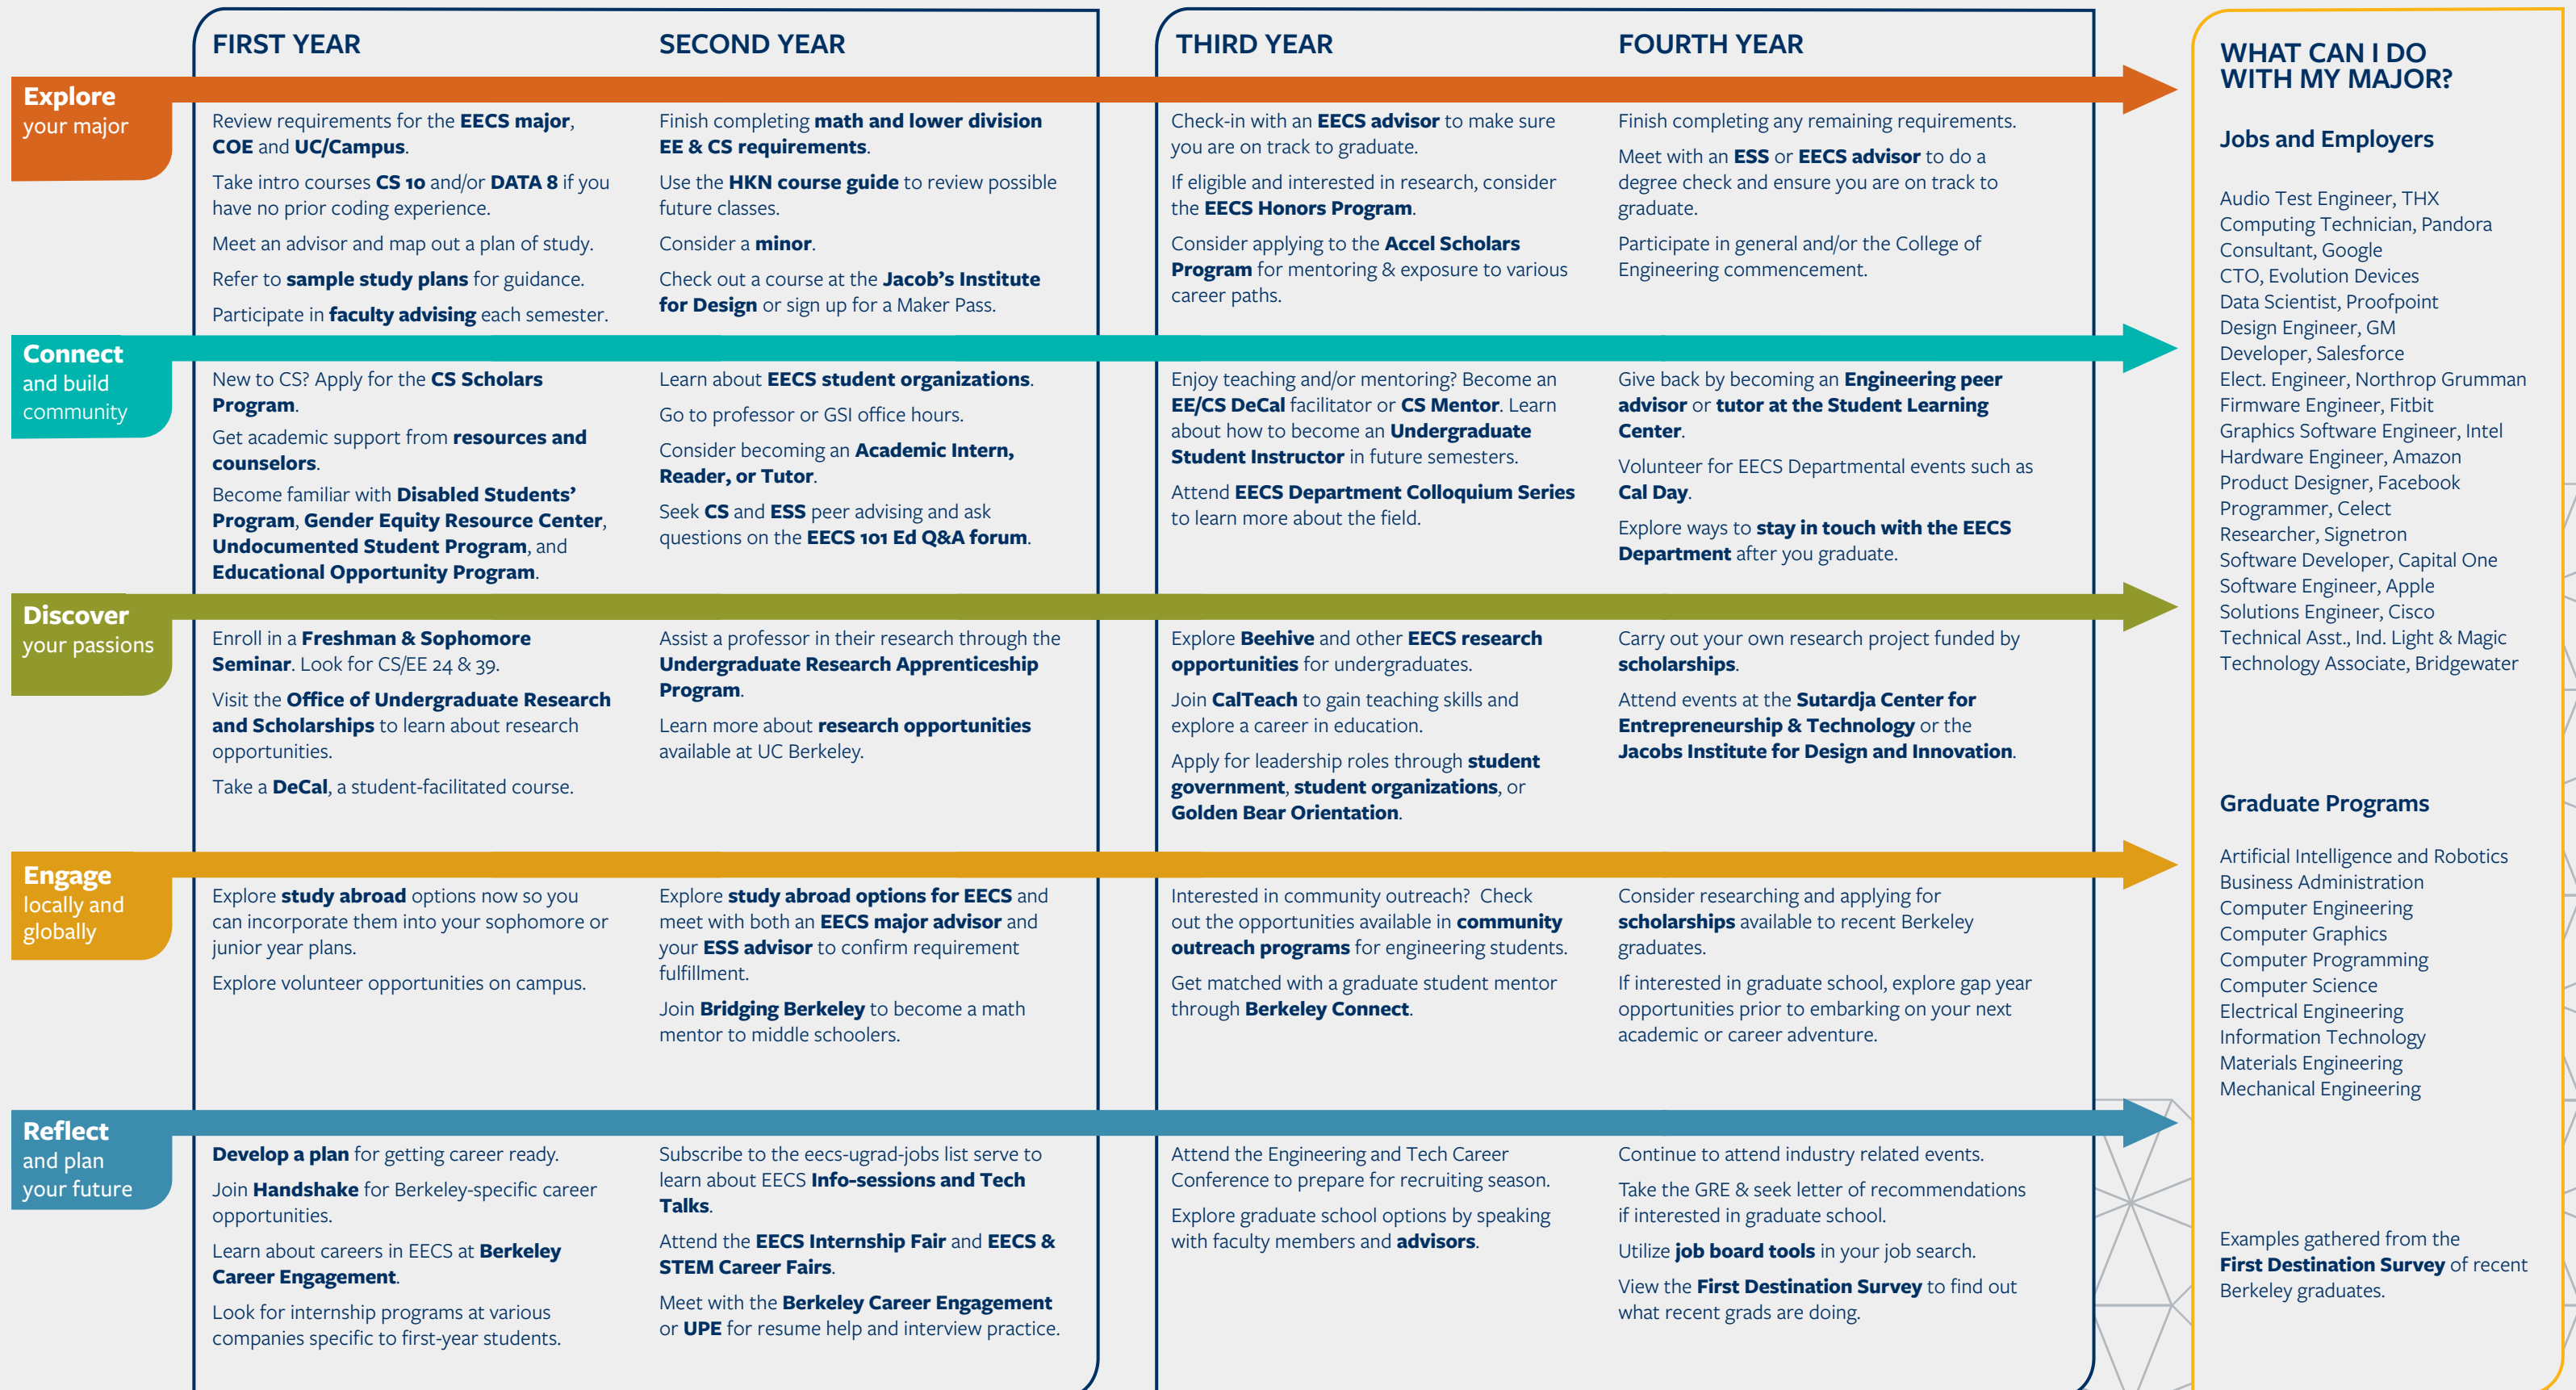 FIRST YEAR
SECOND YEAR
THIRD YEAR
FOURTH YEAR
Explore
your major
Review requirements for the EECS major,
COE and UC/Campus.
Take intro courses CS 10 and/or DATA 8 if you
have no prior coding experience.
Meet an advisor and map out a plan of study.
Refer to sample study plans for guidance.
Participate in faculty advising each semester.
Finish completing math and lower division
EE & CS requirements.
Use the HKN course guide to review possible
future classes.
Consider a minor.
Check out a course at the Jacob's Institute
for Design or sign up for a Maker Pass.
Check-in with an EECS advisor to make sure
you are on track to graduate.
If eligible and interested in research, consider
the EECS Honors Program.
Consider applying to the Accel Scholars
Program for mentoring & exposure to various
career paths.
Finish completing any remaining requirements.
Meet with an ESS or EECS advisor to do a
degree check and ensure you are on track to
graduate.
Participate in general and/or the College of
Engineering commencement.
Connect
and build
community
New to CS? Apply for the CS Scholars
Program.
Get academic support from resources and
counselors.
Become familiar with Disabled Students'
Program, Gender Equity Resource Center,
Undocumented Student Program, and
Educational Opportunity Program.
Learn about EECS student organizations.
Go to professor or GSI office hours.
Consider becoming an Academic Intern,
Reader, or Tutor.
Seek CS and ESS peer advising and ask
questions on the EECS 101 Ed Q&A forum.
Enjoy teaching and/or mentoring? Become an
EE/CS DeCal facilitator or CS Mentor. Learn
about how to become an Undergraduate
Student Instructor in future semesters.
Attend EECS Department Colloquium Series
to learn more about the field.
Give back by becoming an Engineering peer
advisor or tutor at the Student Learning
Center.
Volunteer for EECS Departmental events such as
Cal Day.
Explore ways to stay in touch with the EECS
Department after you graduate.
Discover
your passions
Enroll in a Freshman & Sophomore
Seminar. Look for CS/EE 24 & 39.
Visit the Office of Undergraduate Research
and Scholarships to learn about research
opportunities.
Take a DeCal, a student-facilitated course.
Assist a professor in their research through the
Undergraduate Research Apprenticeship
Program.
Learn more about research opportunities
available at UC Berkeley.
Explore Beehive and other EECS research
opportunities for undergraduates.
Join CalTeach to gain teaching skills and
explore a career in education.
Apply for leadership roles through student
government, student organizations, or
Golden Bear Orientation.
Carry out your own research project funded by
scholarships.
Attend events at the Sutardja Center for
Entrepreneurship & Technology or the
Jacobs Institute for Design and Innovation.
Engage
locally and
globally
Explore study abroad options now so you
can incorporate them into your sophomore or
junior year plans.
Explore volunteer opportunities on campus.
Explore study abroad options for EECS and
meet with both an EECS major advisor and
your ESS advisor to confirm requirement
fulfillment.
Join Bridging Berkeley to become a math
mentor to middle schoolers.
Interested in community outreach?  Check
out the opportunities available in community
outreach programs for engineering students.
Get matched with a graduate student mentor
through Berkeley Connect.
Consider researching and applying for
scholarships available to recent Berkeley
graduates.
If interested in graduate school, explore gap year
opportunities prior to embarking on your next
academic or career adventure.
Reflect
and plan
your future
Develop a plan for getting career ready.
Join Handshake for Berkeley-specific career
opportunities.
Learn about careers in EECS at Berkeley
Career Engagement.
Look for internship programs at various
companies specific to first-year students.
Subscribe to the eecs-ugrad-jobs list serve to
learn about EECS Info-sessions and Tech
Talks.
Attend the EECS Internship Fair and EECS &
STEM Career Fairs.
Meet with the Berkeley Career Engagement
or UPE for resume help and interview practice.
Attend the Engineering and Tech Career
Conference to prepare for recruiting season.
Explore graduate school options by speaking
with faculty members and advisors.
Continue to attend industry related events.
Take the GRE & seek letter of recommendations
if interested in graduate school.
Utilize job board tools in your job search.
View the First Destination Survey to find out
what recent grads are doing.
WHAT CAN I DO
WITH MY MAJOR?
Jobs and Employers
Audio Test Engineer, THX
Computing Technician, Pandora
Consultant, Google
CTO, Evolution Devices
Data Scientist, Proofpoint
Design Engineer, GM
Developer, Salesforce
Elect. Engineer, Northrop Grumman
Firmware Engineer, Fitbit
Graphics Software Engineer, Intel
Hardware Engineer, Amazon
Product Designer, Facebook
Programmer, Celect
Researcher, Signetron
Software Developer, Capital One
Software Engineer, Apple
Solutions Engineer, Cisco
Technical Asst., Ind. Light & Magic
Technology Associate, Bridgewater
Graduate Programs
Artificial Intelligence and Robotics
Business Administration
Computer Engineering
Computer Graphics
Computer Programming
Computer Science
Electrical Engineering
Information Technology
Materials Engineering
Mechanical Engineering
Examples gathered from the
First Destination Survey of recent
Berkeley graduates.